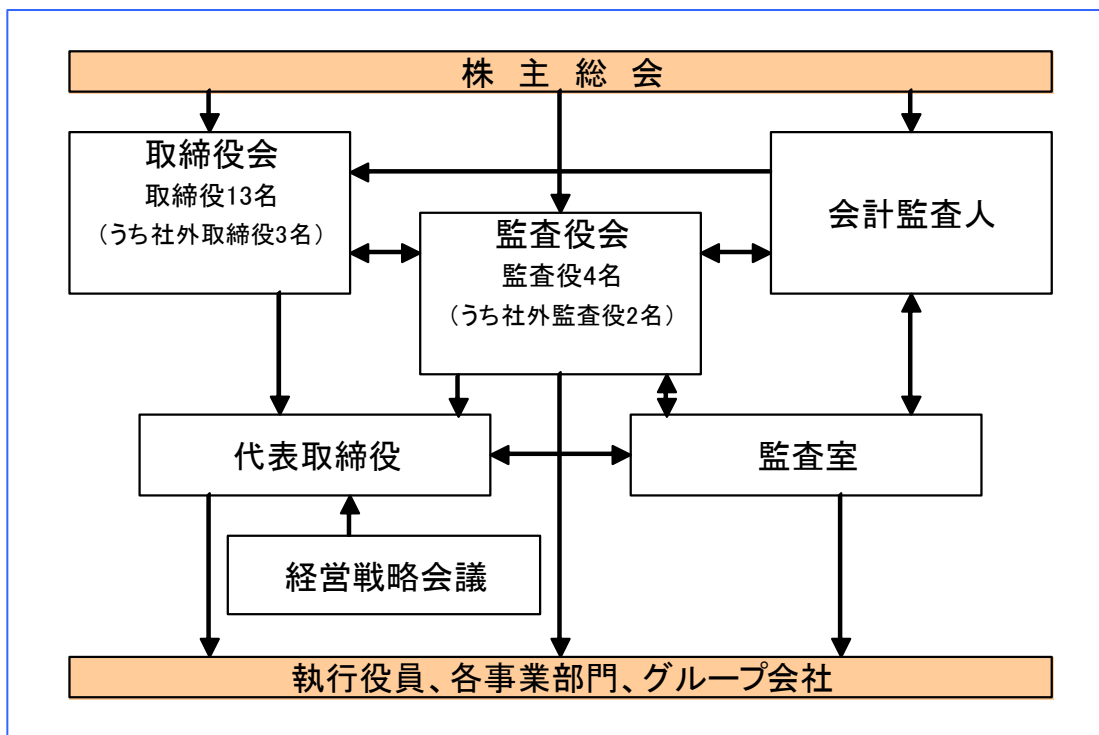 株主総会
取締役会
取締役13名
（うち社外取締役3名）
監査役会
監査役4名
（うち社外監査役2名）
会計監査人
代表取締役
監査室
経営戦略会議
執行役員、各事業部門、グループ会社